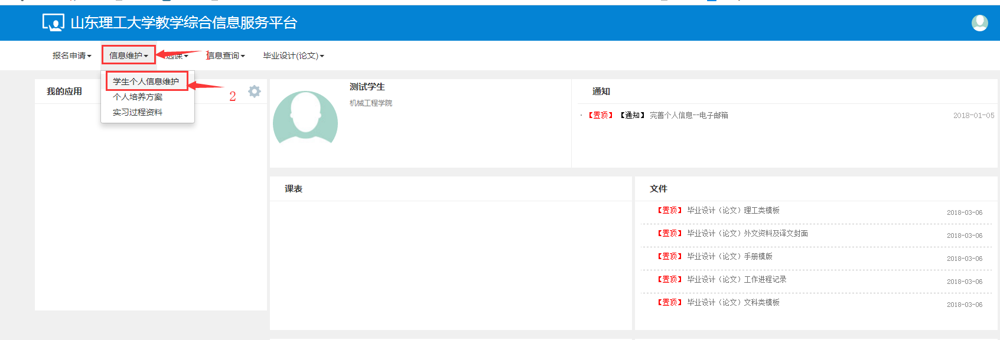 山东理工大学教学综合信息服务平台
报名申请 信息维护 1 选课 信息查询 毕业设计(论文)
学生个人信息维护
个人培养方案
实习过程资料
2
我的应用
测试学生
机械工程学院
通知
· 【置顶】 【通知】 完善个人信息--电子邮箱 2018-01-05
课表
文件
【置顶】 毕业设计（论文）理工类模板 2018-03-06
【置顶】 毕业设计（论文）外文资料及译文封面 2018-03-06
【置顶】 毕业设计（论文）手册模版 2018-03-06
【置顶】 毕业设计（论文）工作进程记录 2018-03-06
【置顶】 毕业设计（论文）文科类模板 2018-03-06